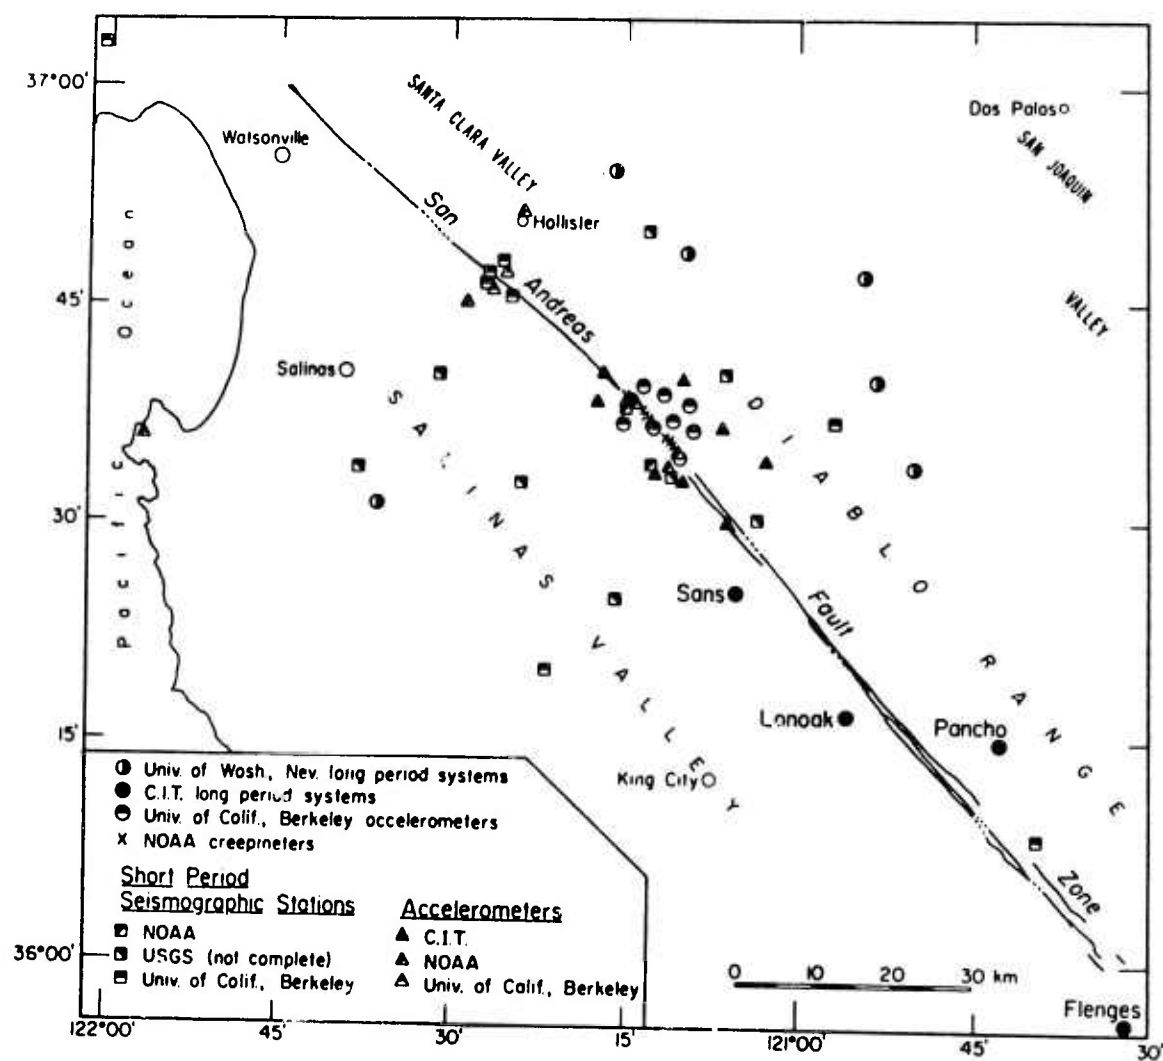 37°00'
45'
30'
15'
36°00'
122°00'
45'
30'
15'
121°00'
45'
30'
Watsonville
SANTA CLARA VALLEY
Dos Palos
SAN JOAQUIN
VALLEY
Hollister
San
Andreas
Fault
Zone
Pacific Ocean
Salinas
SALINAS VALLEY
DIABLO RANGE
Sans
Lonoak
Pancho
King City
Flenges
Univ. of Wash., Nev. long period systems
C.I.T. long period systems
Univ. of Calif., Berkeley accelerometers
x NOAA creepmeters
Short Period
Seismographic Stations
NOAA
USGS (not complete)
Univ. of Calif., Berkeley
Accelerometers
C.I.T.
NOAA
Univ. of Calif., Berkeley
0 10 20 30 km